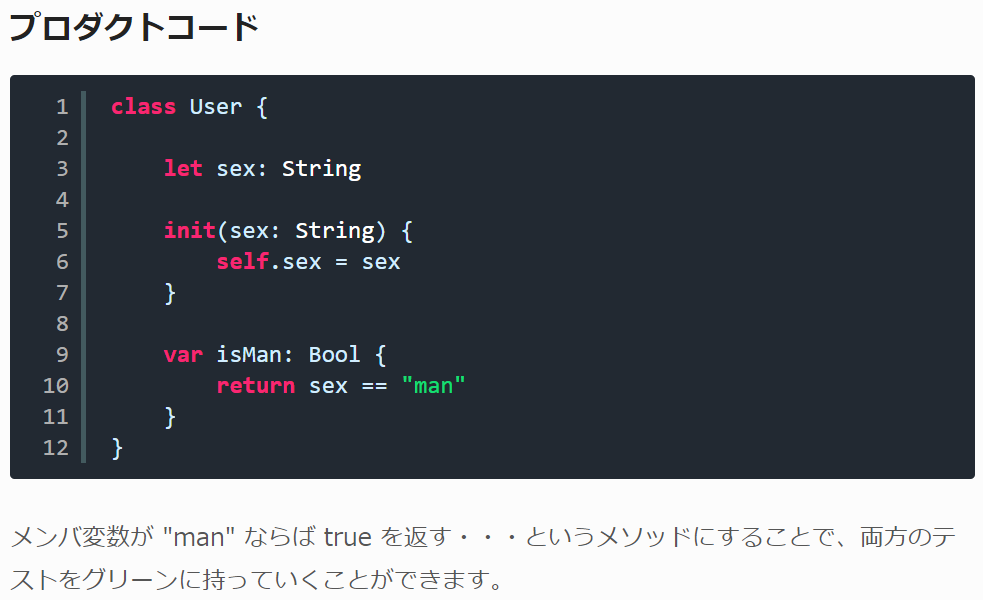 プロダクトコード
1 class User {
2
3     let sex: String
4
5     init(sex: String) {
6         self.sex = sex
7     }
8
9     var isMan: Bool {
10         return sex == "man"
11     }
12 }
メンバ変数が "man" ならば true を返す・・・というメソッドにすることで、両方のテ
ストをグリーンに持っていくことができます。